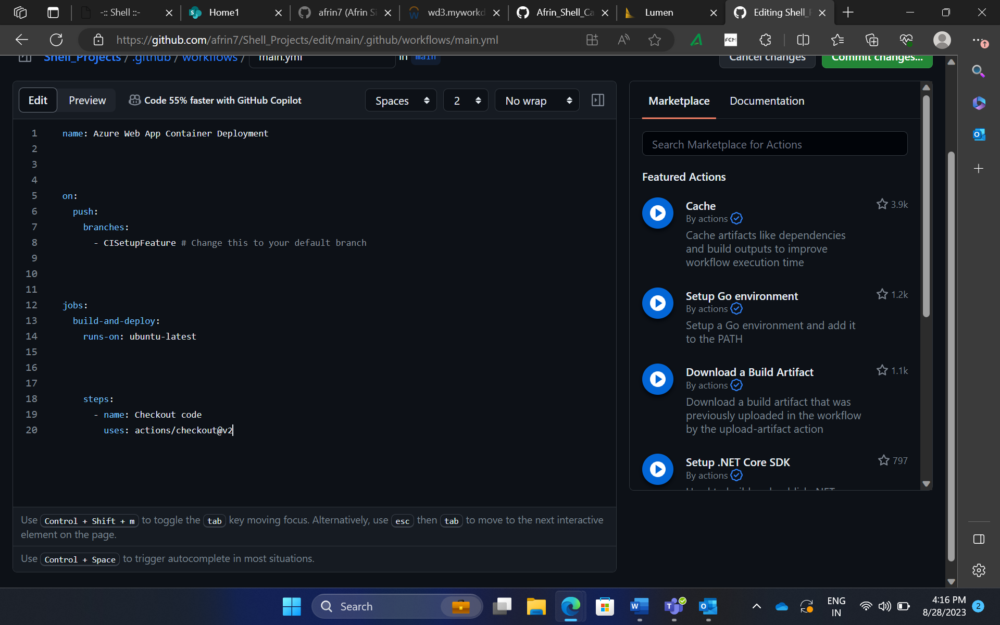 -:: Shell ::-
Home1
afrin7 (Afrin Si
wd3.myworkd
Afrin_Shell_Ca
Lumen
Editing Shell_
https://github.com/afrin7/Shell_Projects/edit/main/.github/workflows/main.yml
Shell_Projects / .github / workflows / main.yml in main
Cancel changes
Commit changes...
Edit
Preview
Code 55% faster with GitHub Copilot
Spaces
2
No wrap
Marketplace
Documentation
Search Marketplace for Actions
Featured Actions
Cache
3.9k
By actions
Cache artifacts like dependencies
and build outputs to improve
workflow execution time
Setup Go environment
1.2k
By actions
Setup a Go environment and add it
to the PATH
Download a Build Artifact
1.1k
By actions
Download a build artifact that was
previously uploaded in the workflow
by the upload-artifact action
Setup .NET Core SDK
797
By actions
1 name: Azure Web App Container Deployment
2
3
4
5 on:
6 push:
7 branches:
8 - CISetupFeature # Change this to your default branch
9
10
11
12 jobs:
13 build-and-deploy:
14 runs-on: ubuntu-latest
15
16
17
18 steps:
19 - name: Checkout code
20 uses: actions/checkout@v2
Use Control + Shift + m to toggle the tab key moving focus. Alternatively, use esc then tab to move to the next interactive
element on the page.
Use Control + Space to trigger autocomplete in most situations.
Search
ENG
IN
4:16 PM
8/28/2023
2